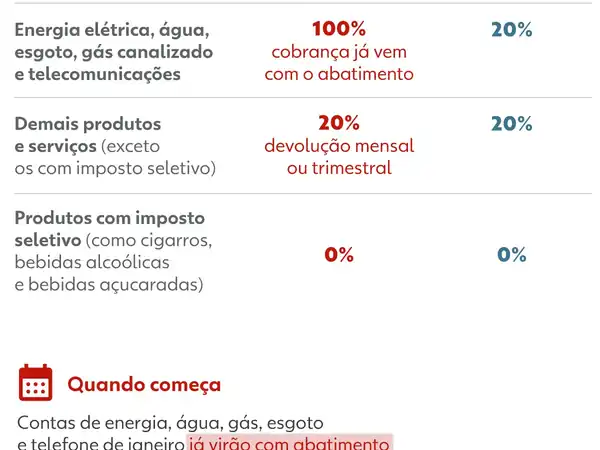 Energia elétrica, água,
esgoto, gás canalizado
e telecomunicações
100%
cobrança já vem
com o abatimento
20%
Demais produtos
e serviços (exceto
os com imposto seletivo)
20%
devolução mensal
ou trimestral
20%
Produtos com imposto
seletivo (como cigarros,
bebidas alcoólicas
e bebidas açucaradas)
0%
0%
Quando começa
Contas de energia, água, gás, esgoto
e telefone de janeiro já virão com abatimento